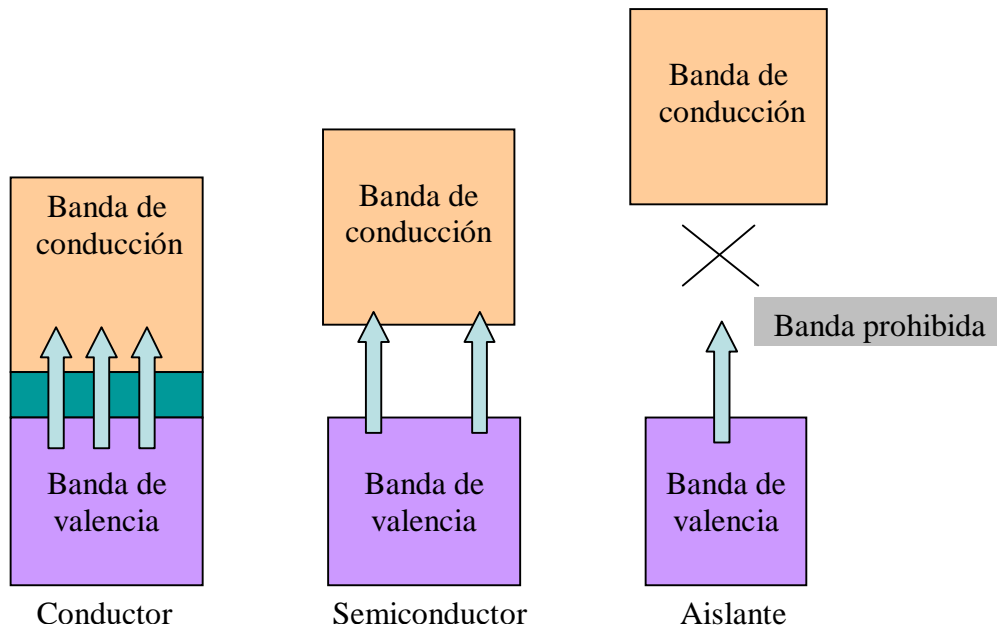 Banda de
conducción
Banda de
valencia
Conductor
Banda de
conducción
Banda de
valencia
Semiconductor
Banda de
conducción
Banda prohibida
Banda de
valencia
Aislante